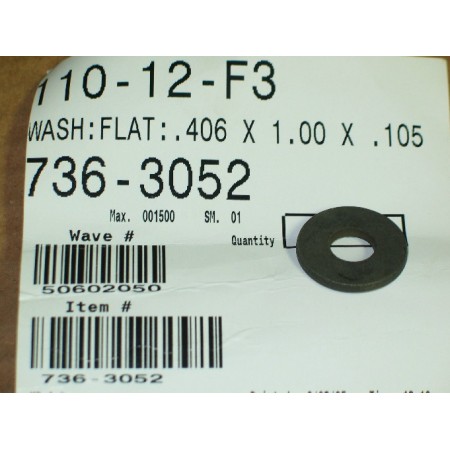 110-12-F3
WASH:FLAT:.406 X 1.00 X .105
736-3052
Max. 001500 SM. 01
Wave # Quantity
50602050
Item #
736-3052